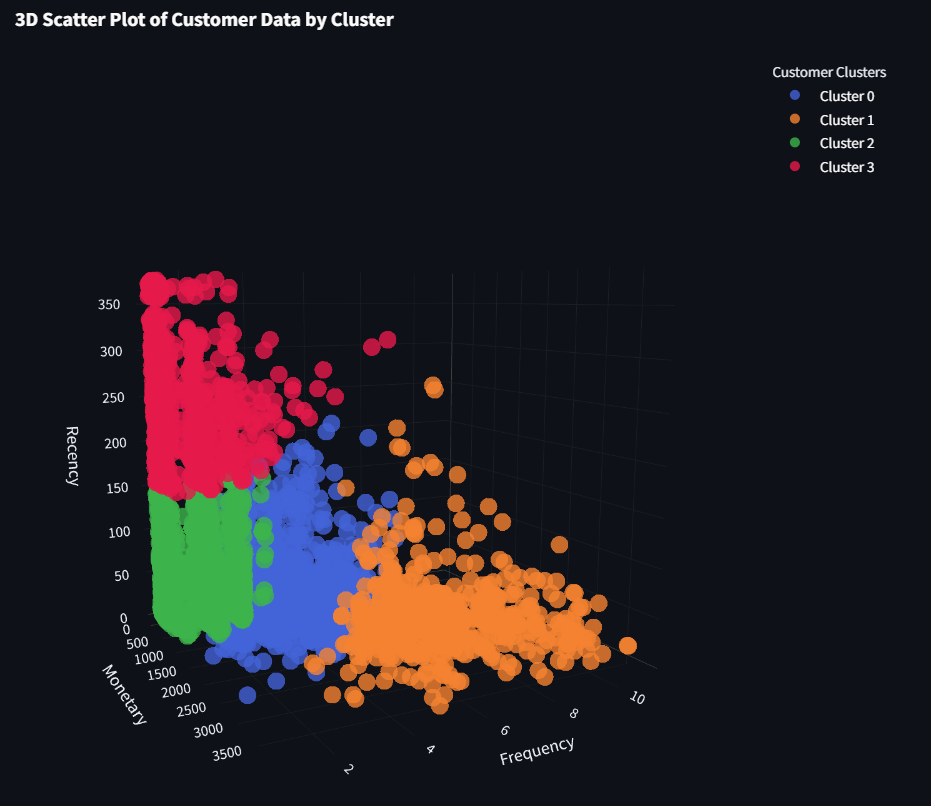 3D Scatter Plot of Customer Data by Cluster
Customer Clusters
Cluster 0
Cluster 1
Cluster 2
Cluster 3
350
300
250
200
150
100
50
0
Recency
0
500
1000
1500
2000
2500
3000
3500
Monetary
2
4
6
8
10
Frequency